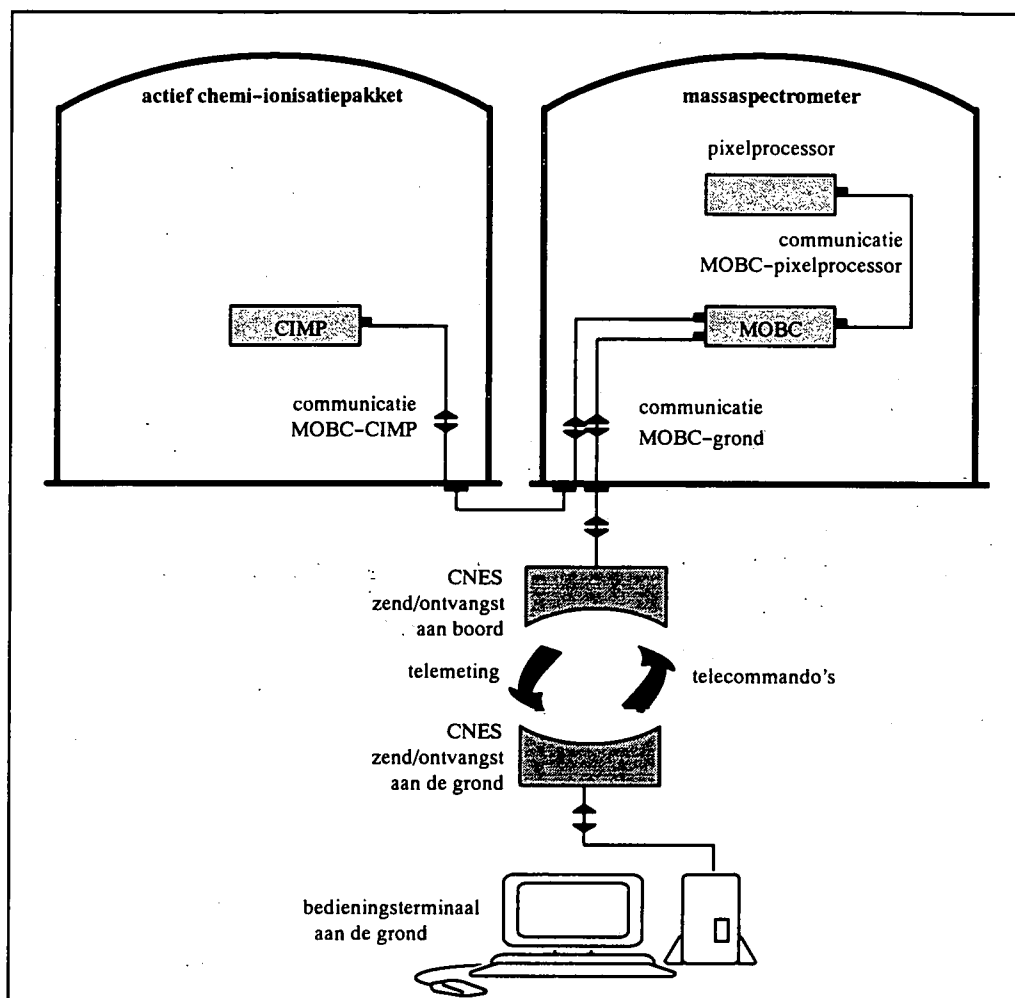 actief chemi-ionisatiepakket
massaspectrometer
pixelprocessor
communicatie
MOBC-pixelprocessor
CIMP
MOBC
communicatie
MOBC-CIMP
communicatie
MOBC-grond
CNES
zend/ontvangst
aan boord
telemeting
telecommando's
CNES
zend/ontvangst
aan de grond
bedieningsterminaal
aan de grond